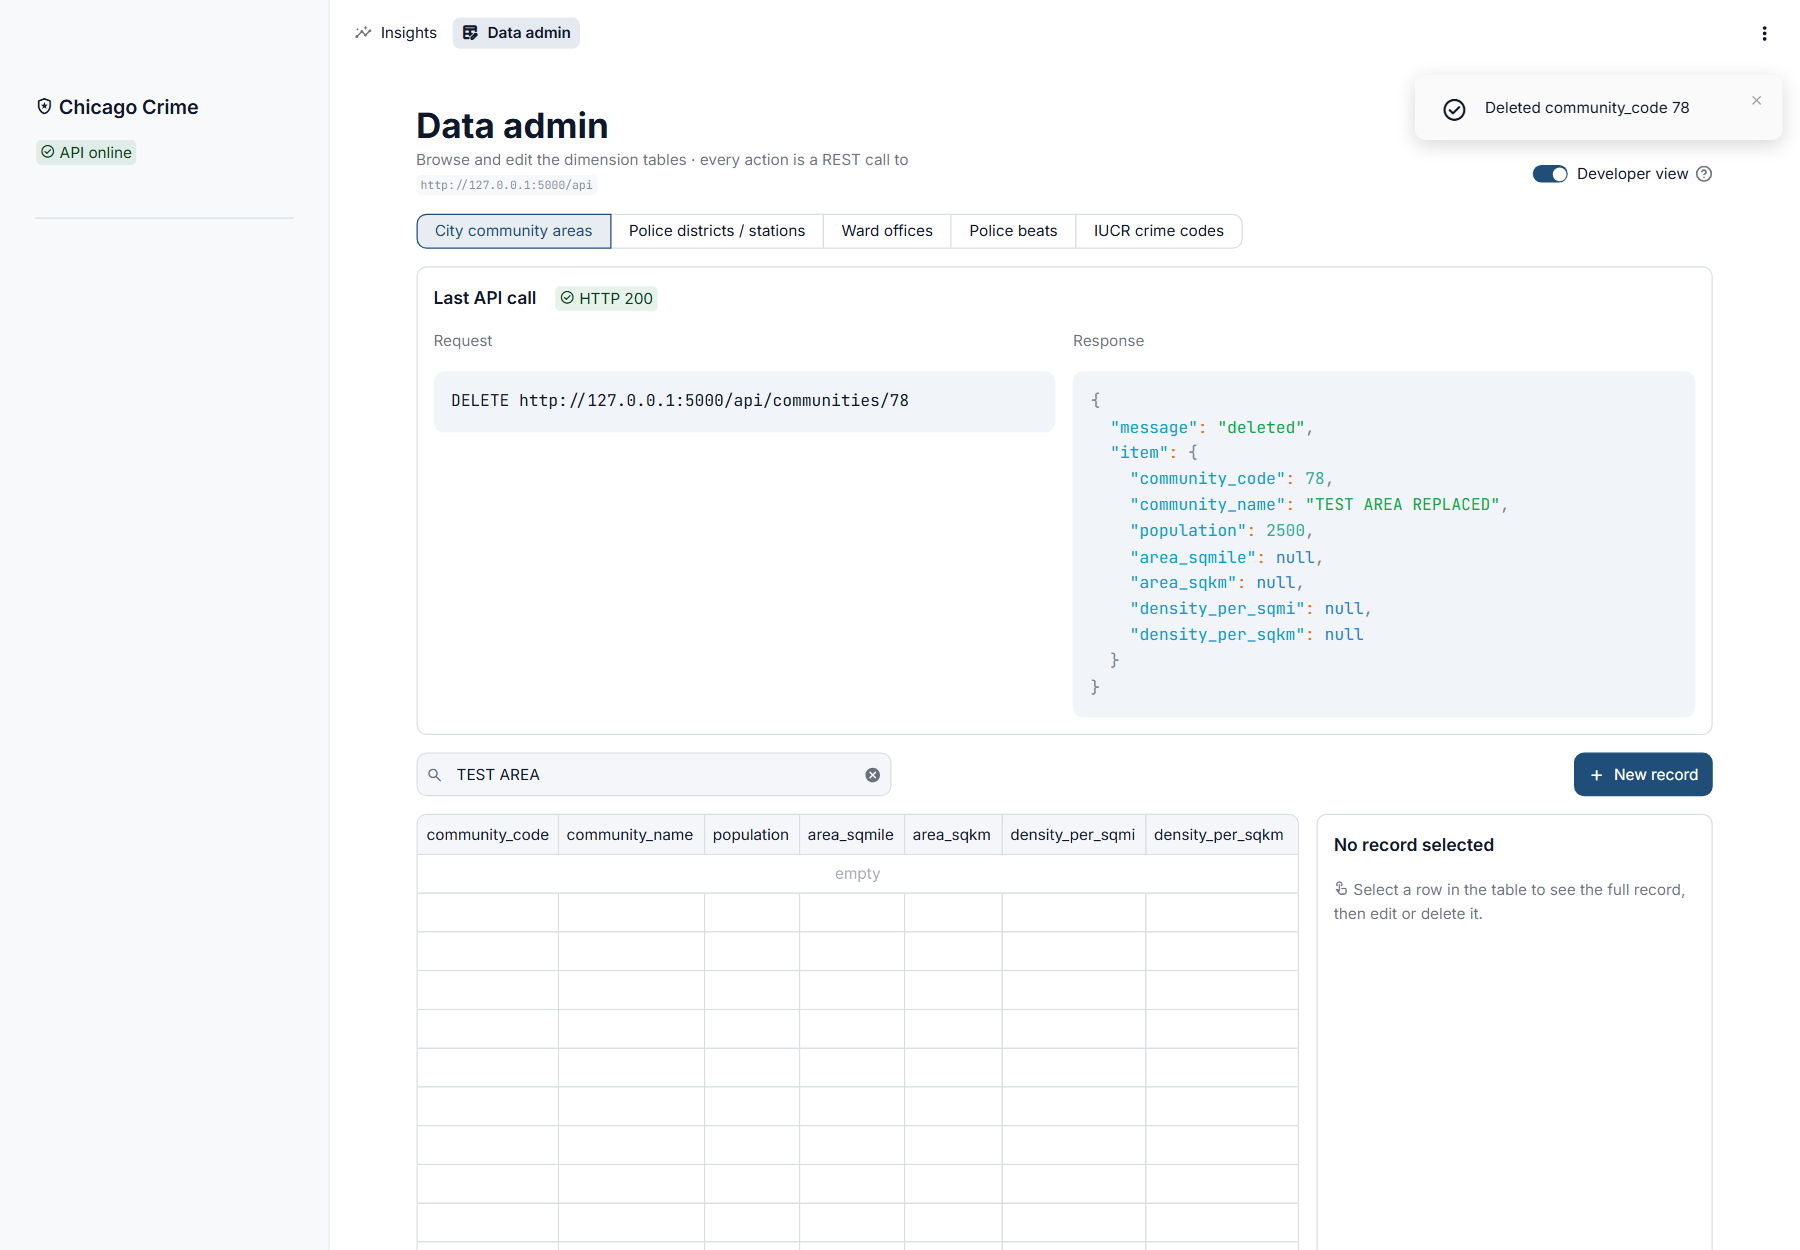 Insights
Data admin
Chicago Crime
API online
Deleted community_code 78
Data admin
Browse and edit the dimension tables · every action is a REST call to
http://127.0.0.1:5000/api
Developer view
City community areas
Police districts / stations
Ward offices
Police beats
IUCR crime codes
Last API call
HTTP 200
Request
DELETE http://127.0.0.1:5000/api/communities/78
Response
{
"message": "deleted",
"item": {
"community_code": 78,
"community_name": "TEST AREA REPLACED",
"population": 2500,
"area_sqmile": null,
"area_sqkm": null,
"density_per_sqmi": null,
"density_per_sqkm": null
}
}
TEST AREA
+ New record
community_code community_name population area_sqmile area_sqkm density_per_sqmi density_per_sqkm
empty
No record selected
Select a row in the table to see the full record,
then edit or delete it.